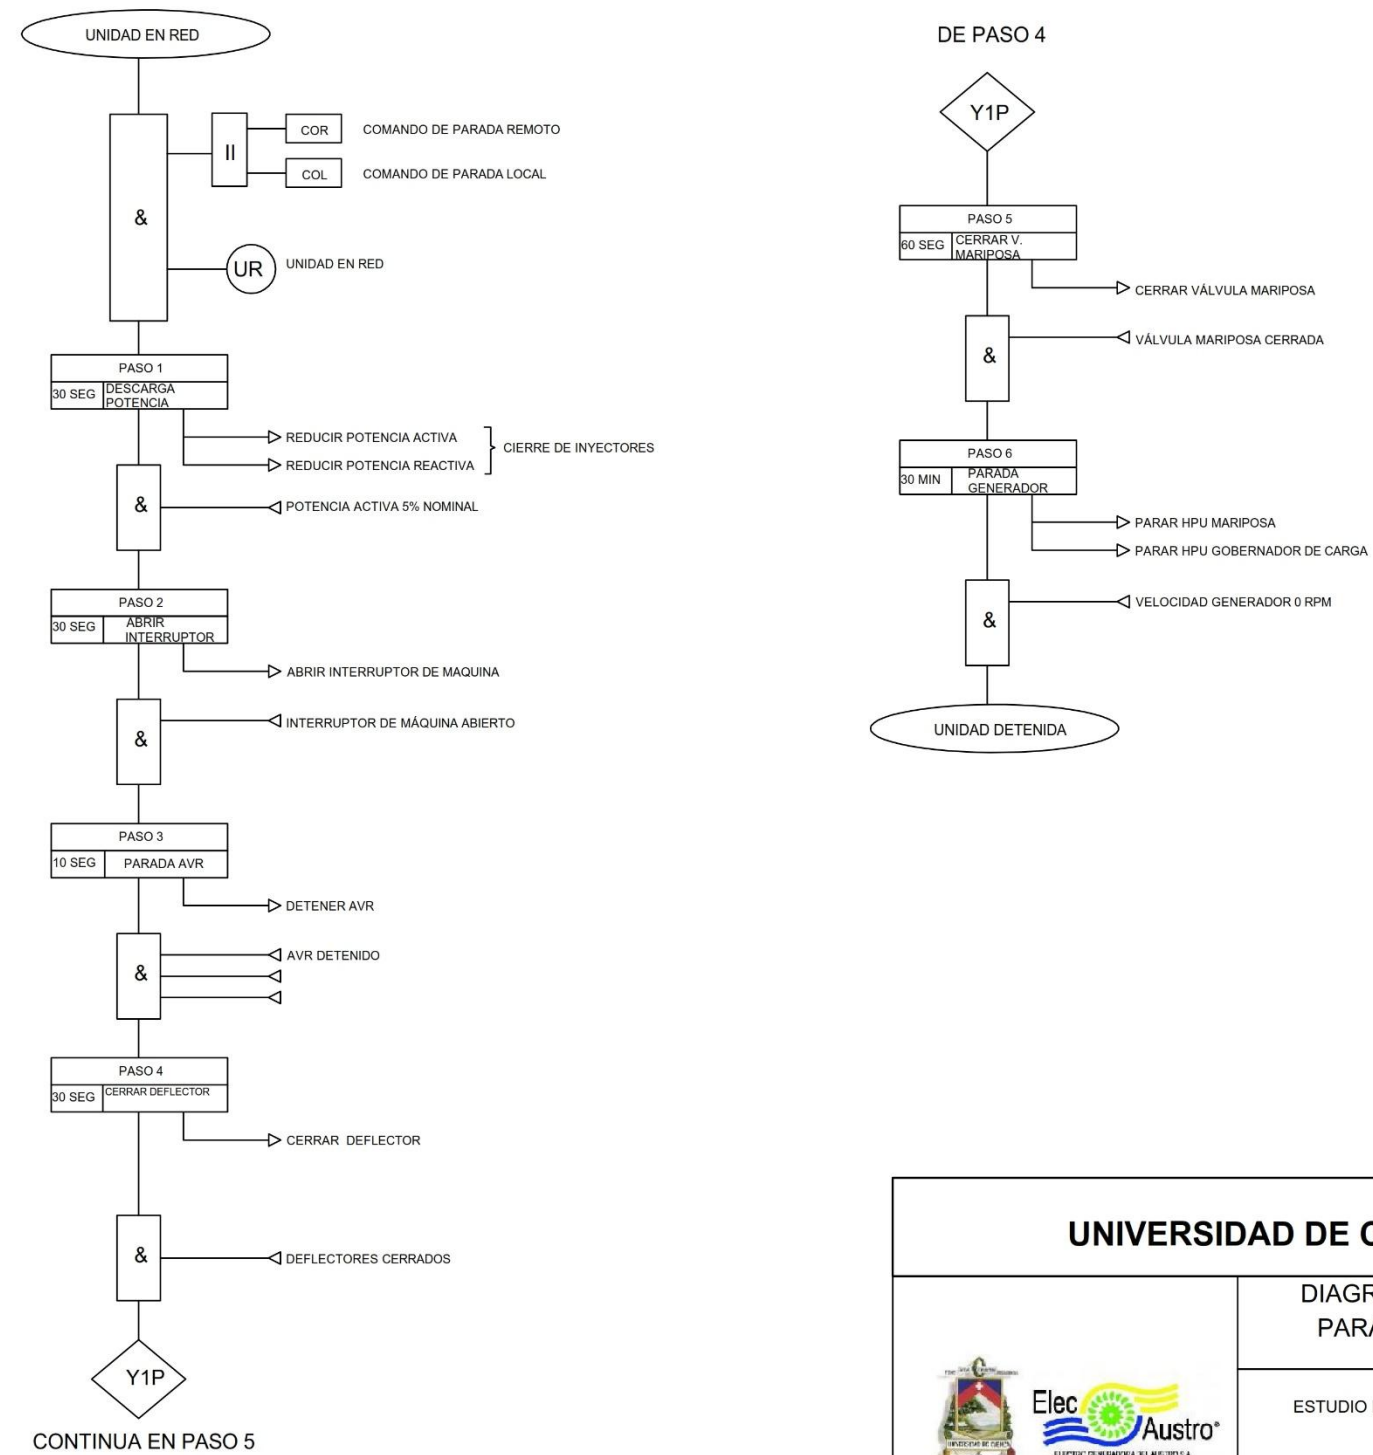 UNIDAD EN RED
&
II
COR
COMANDO DE PARADA REMOTO
COL
COMANDO DE PARADA LOCAL
UR
UNIDAD EN RED
PASO 1
30 SEG
DESCARGA
POTENCIA
REDUCIR POTENCIA ACTIVA
REDUCIR POTENCIA REACTIVA
CIERRE DE INYECTORES
&
POTENCIA ACTIVA 5% NOMINAL
PASO 2
30 SEG
ABRIR
INTERRUPTOR
ABRIR INTERRUPTOR DE MAQUINA
&
INTERRUPTOR DE MÁQUINA ABIERTO
PASO 3
10 SEG
PARADA AVR
DETENER AVR
&
AVR DETENIDO
PASO 4
30 SEG
CERRAR DEFLECTOR
CERRAR DEFLECTOR
&
DEFLECTORES CERRADOS
Y1P
CONTINUA EN PASO 5
DE PASO 4
Y1P
PASO 5
60 SEG
CERRAR V.
MARIPOSA
CERRAR VÁLVULA MARIPOSA
&
VÁLVULA MARIPOSA CERRADA
PASO 6
30 MIN
PARADA
GENERADOR
PARAR HPU MARIPOSA
PARAR HPU GOBERNADOR DE CARGA
&
VELOCIDAD GENERADOR 0 RPM
UNIDAD DETENIDA
UNIVERSIDAD DE
DIAGR
PARA
ESTUDIO
UNIVERSIDAD DE CUENCA
Elec
Austro